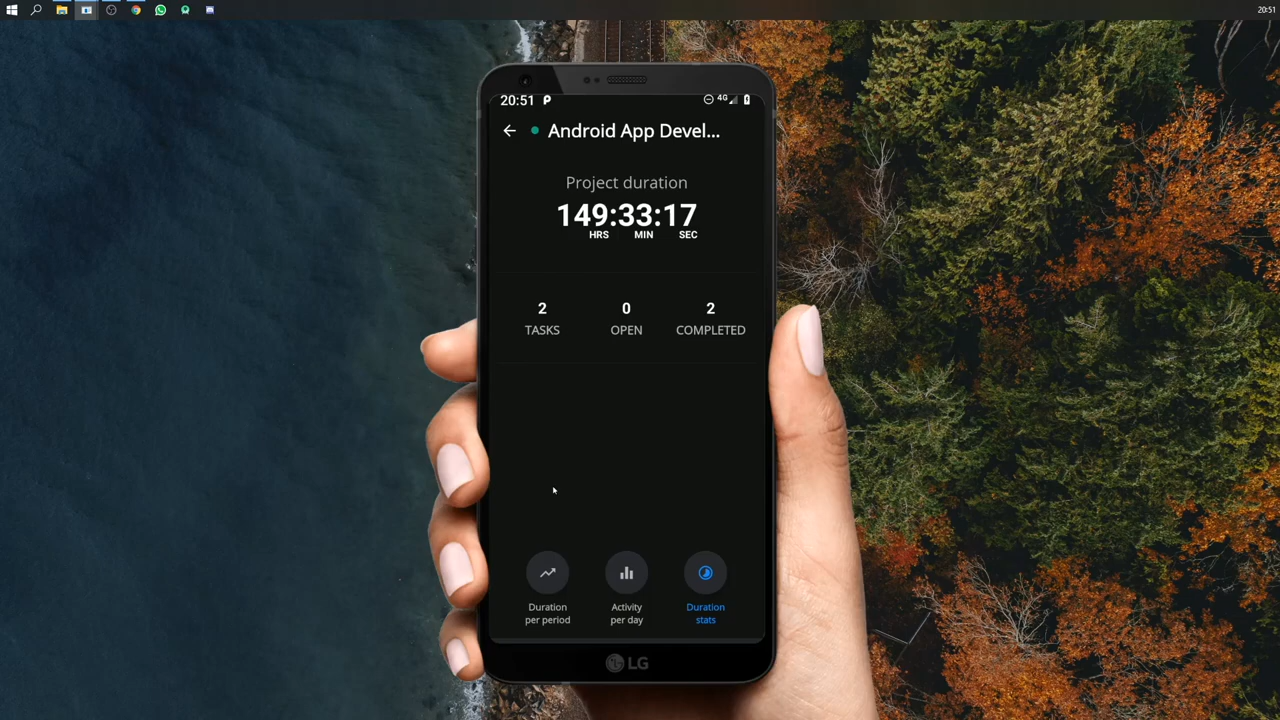 20:51
20:51
4G
Android App Devel...
Project duration
149:33:17
HRS MIN SEC
2 0 2
TASKS OPEN COMPLETED
Duration per period
Activity per day
Duration stats
LG